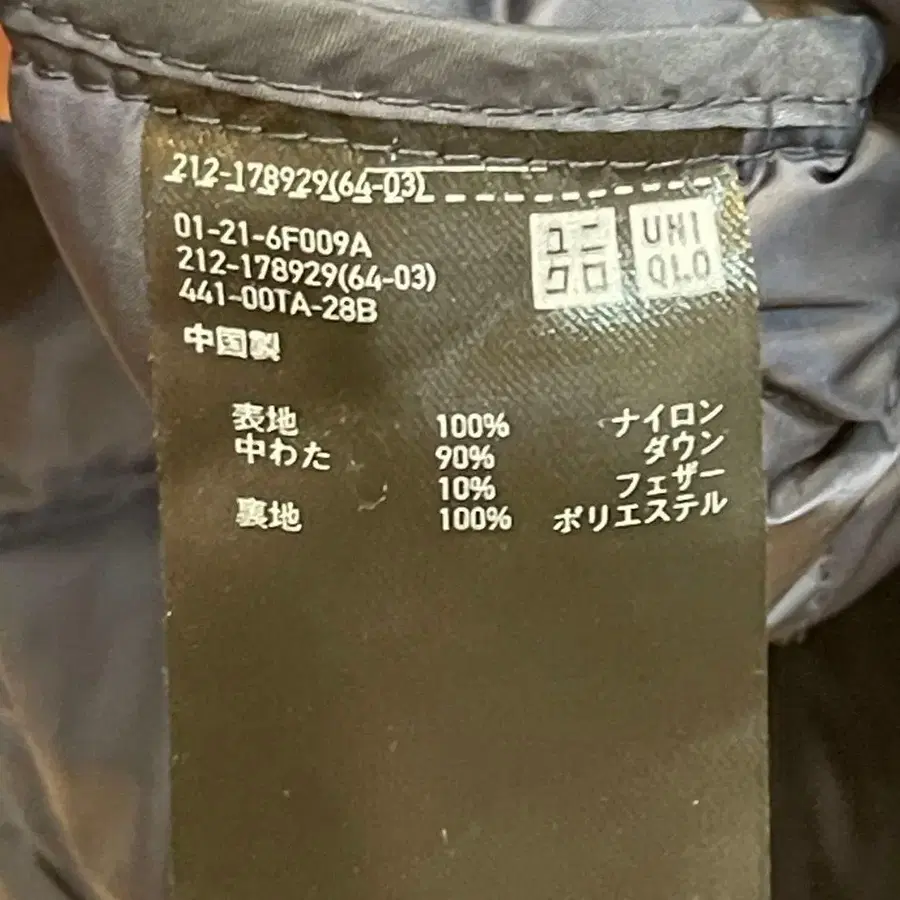 212-178929(64-03)
01-21-6F009A
212-178929(64-03)
441-00TA-28B
中国製
ユニ
クロ
UNI
QLO
表地 100% ナイロン
中わた 90% ダウン
10% フェザー
裏地 100% ポリエステル